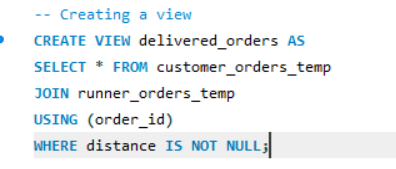 -- Creating a view
CREATE VIEW delivered_orders AS
SELECT * FROM customer_orders_temp
JOIN runner_orders_temp
USING (order_id)
WHERE distance IS NOT NULL;